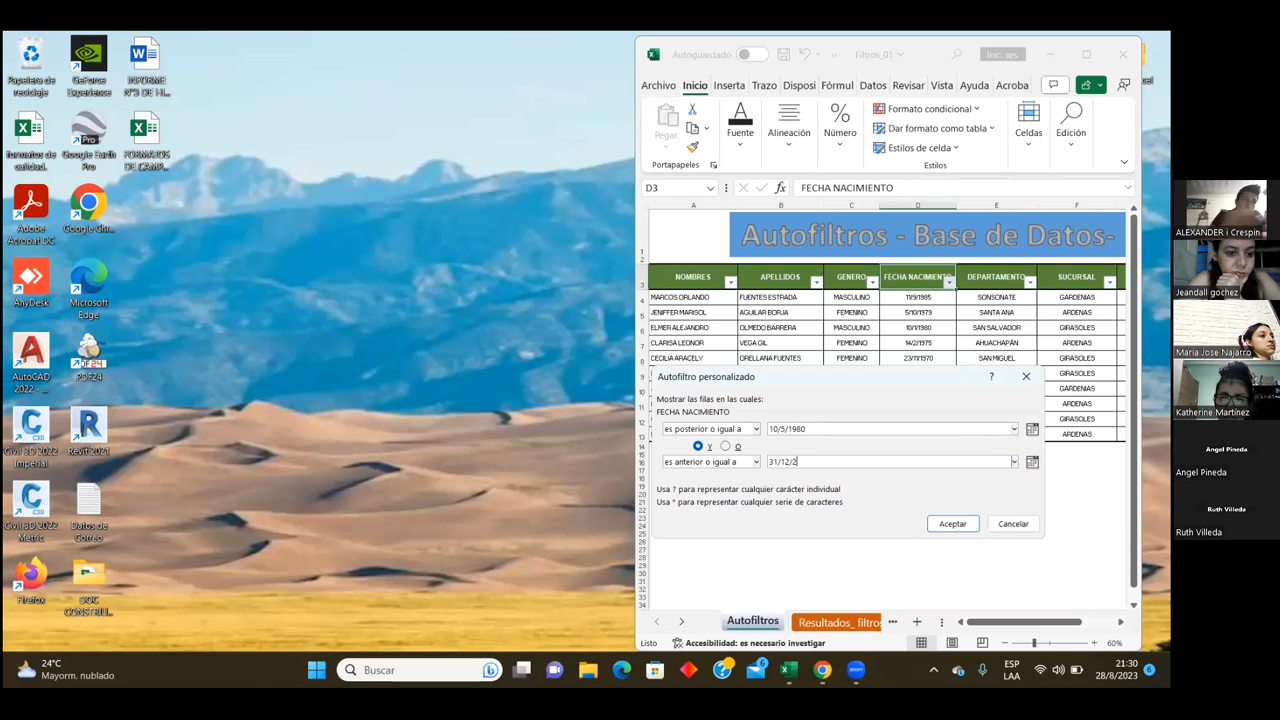 Papelera de reciclaje
GeForce Experience
INFORME N°3 DE HI...
formatos de calidad.
Google Earth Pro
FORMATOS DE CAMP...
Adobe Acrobat DC
Google Chr...
AnyDesk
Microsoft Edge
AutoCAD 2022 - ...
PDF24
Civil 3D 2022 Imperial
Revit 2021
Civil 3D 2022 Metric
Datos de Correo
Firefox
DOC CONSTRU...
Autoguardado
Filtros_01
Inic. ses.
Archivo Inicio Inserta Trazo Disposi Fórmul Datos Revisar Vista Ayuda Acroba
Pegar
Fuente
Alineación
Número
Formato condicional
Dar formato como tabla
Estilos de celda
Celdas
Edición
Portapapeles
Estilos
D3
fx
FECHA NACIMIENTO
A B C D E F
Autofiltros - Base de Datos-
NOMBRES APELLIDOS GENERO FECHA NACIMIENTO DEPARTAMENTO SUCURSAL
MARCOS ORLANDO FUENTES ESTRADA MASCULINO 11/9/1985 SONSONATE GARDENIAS
JENIFFER MARISOL AGUILAR BORJA FEMENINO 5/10/1979 SANTA ANA ARDENAS
ELMER ALEJANDRO OLMEDO BARRERA MASCULINO 10/1/1980 SAN SALVADOR GIRASOLES
CLARISA LEONOR VEGA GIL FEMENINO 14/2/1975 AHUACHAPÁN ARDENAS
CECILIA ARACELY ORELLANA FUENTES FEMENINO 23/11/1970 SAN MIGUEL GIRASOLES
GIRASOLES
GARDENIAS
ARDENAS
GIRASOLES
ARDENAS
Autofiltro personalizado
Mostrar las filas en las cuales:
FECHA NACIMIENTO
es posterior o igual a 10/5/1980
Y O
es anterior o igual a 31/12/2
Usa ? para representar cualquier carácter individual
Usa * para representar cualquier serie de caracteres
Aceptar Cancelar
Autofiltros Resultados_ filtros
Listo Accesibilidad: es necesario investigar 60%
24°C
Mayorm. nublado
Buscar
ESP
LAA
21:30
28/8/2023
ALEXANDER i Crespin
Jeandall gochez
Maria Jose Najarro
Katherine Martínez
Angel Pineda
Angel Pineda
Ruth Villeda
Ruth Villeda